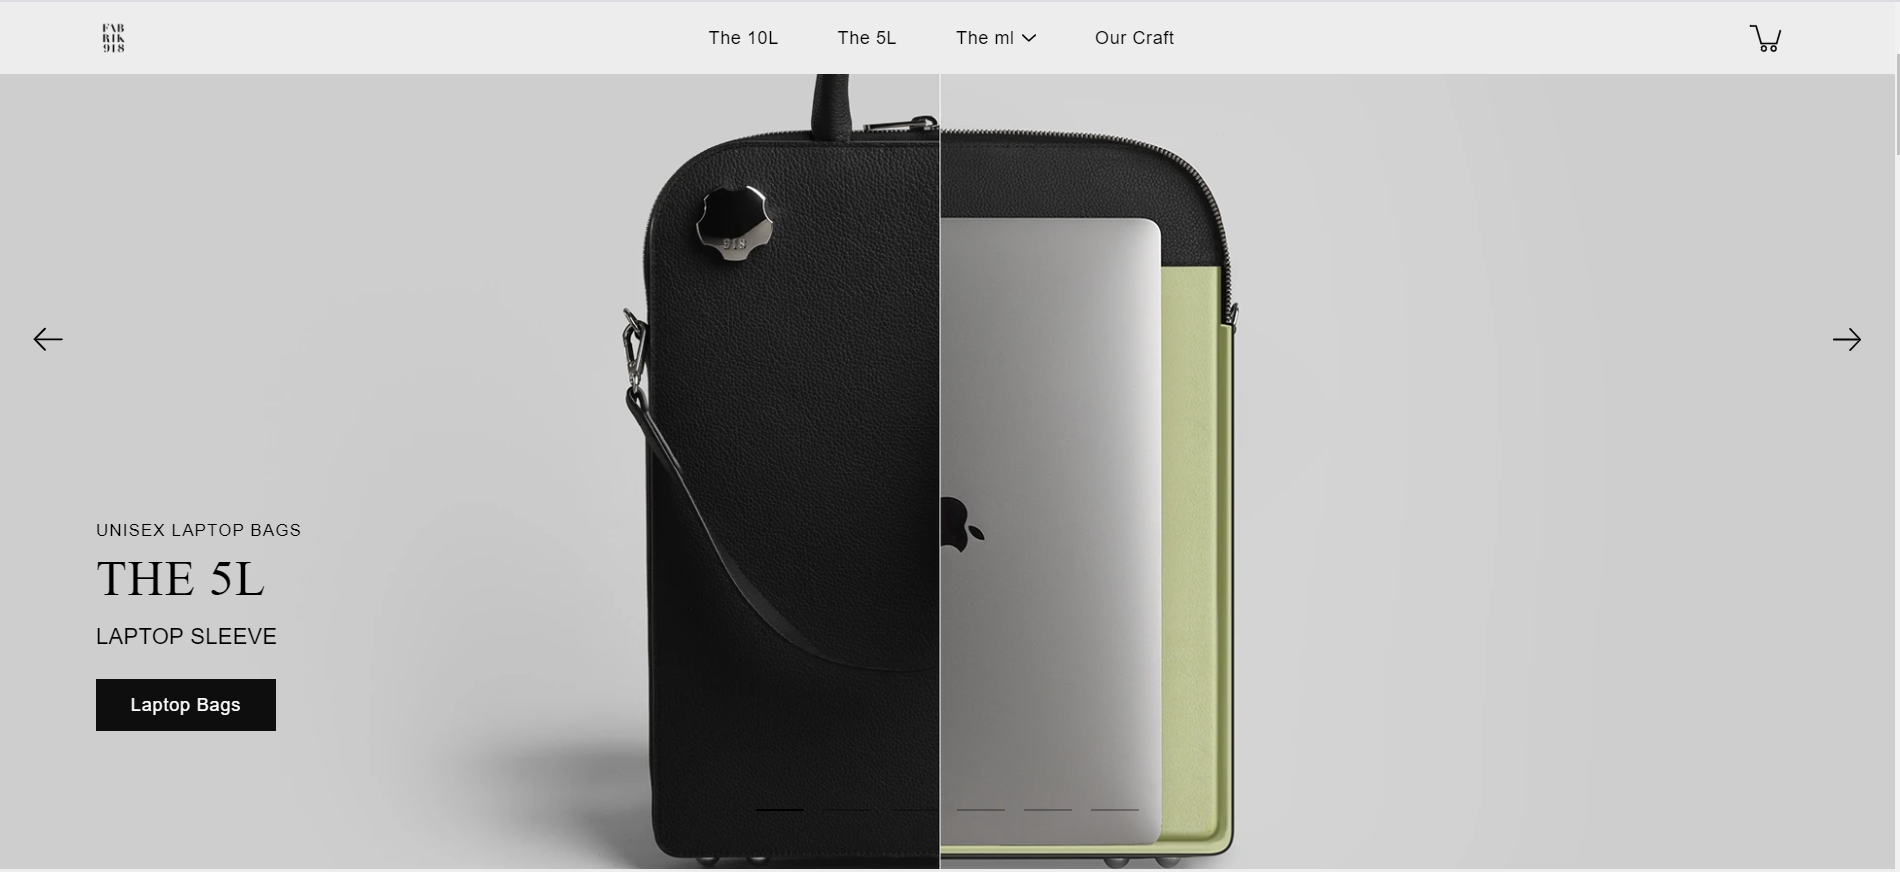 FAB
RIK
918
The 10L
The 5L
The ml
Our Craft
918
UNISEX LAPTOP BAGS
THE 5L
LAPTOP SLEEVE
Laptop Bags